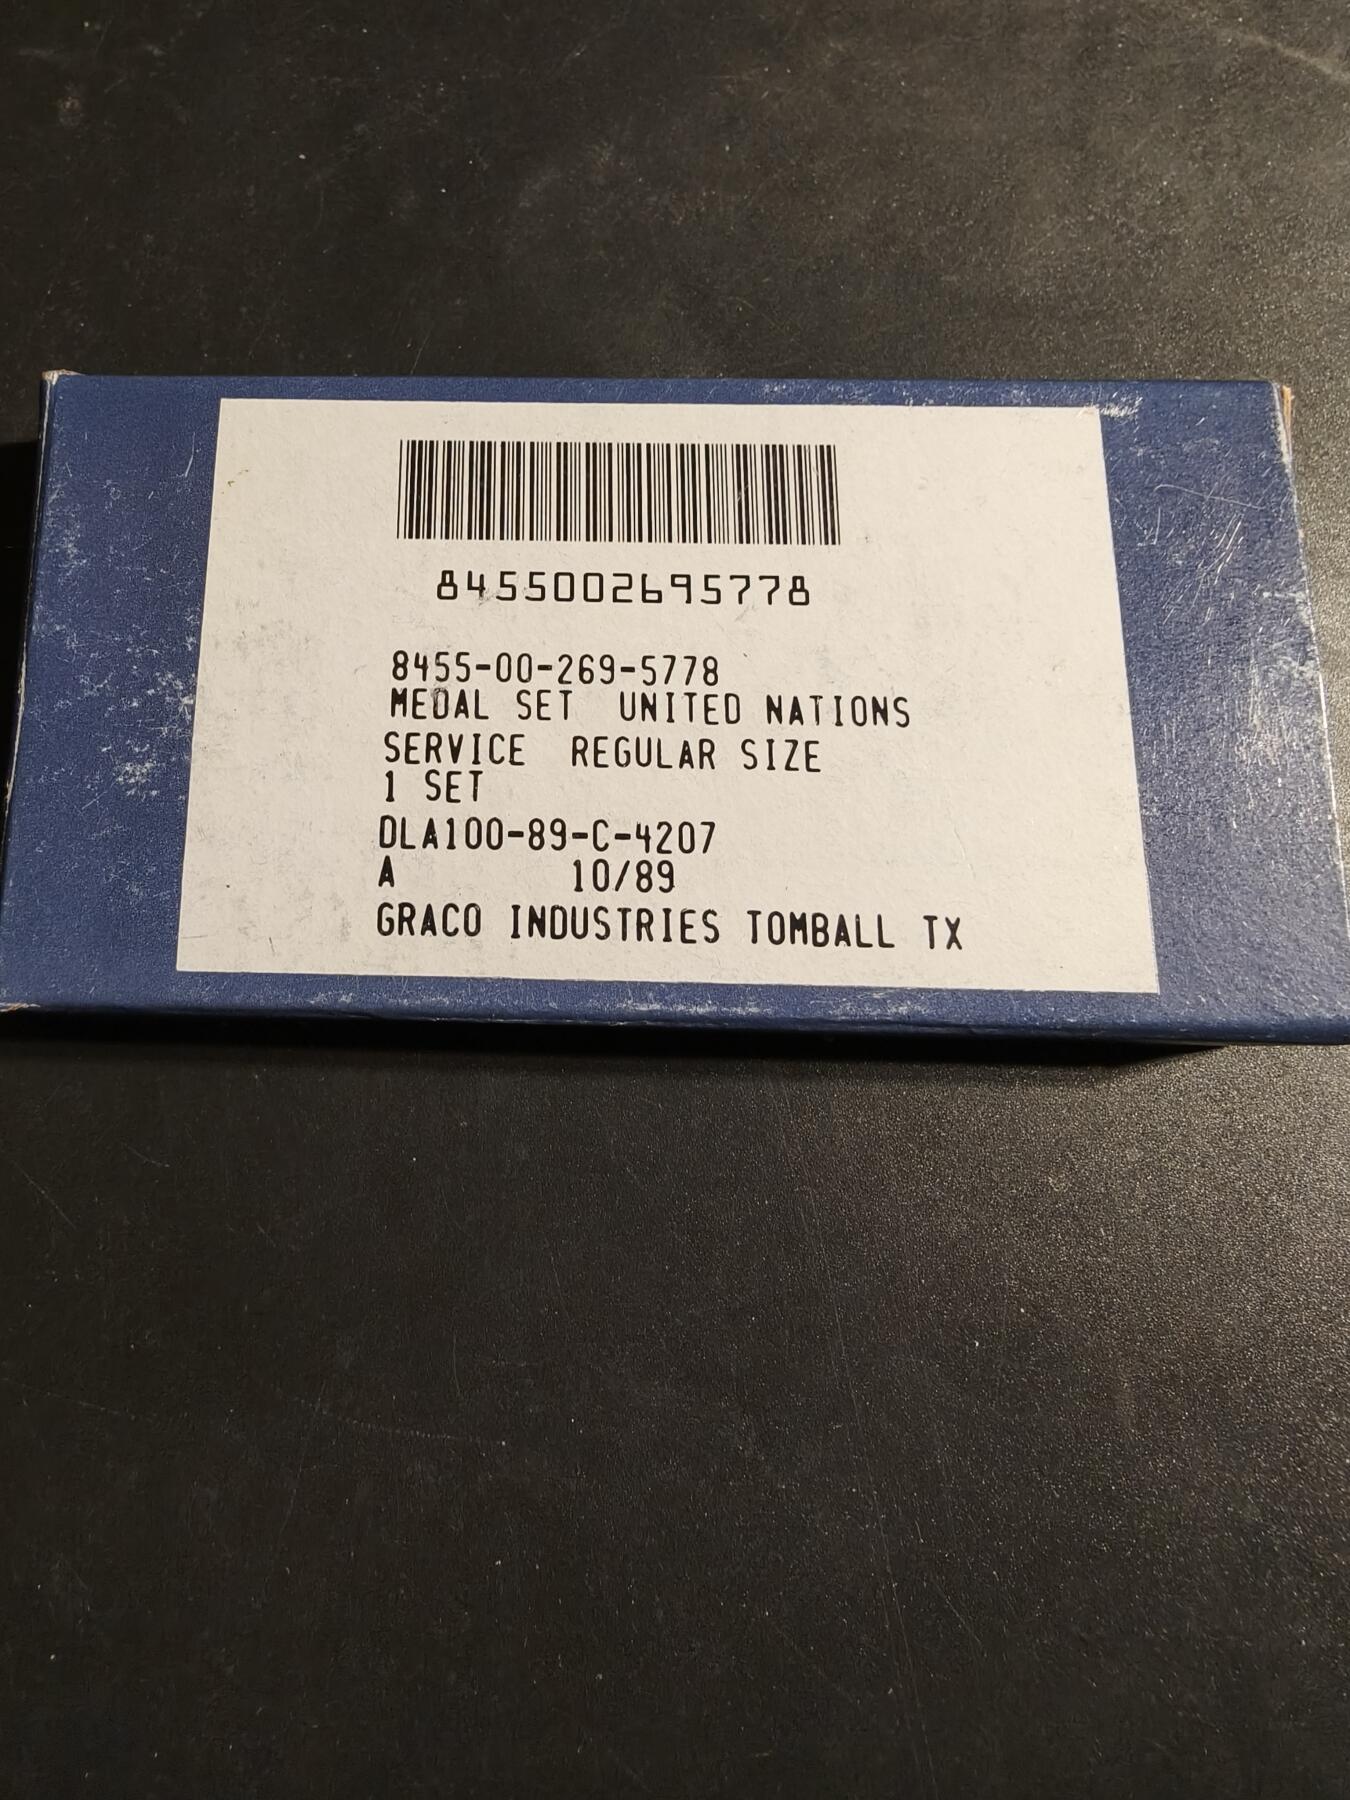 8455002695778
8455-00-269-5778
MEDAL SET UNITED NATIONS
SERVICE REGULAR SIZE
1 SET
DLA100-89-C-4207
A 10/89
GRACO INDUSTRIES TOMBALL TX